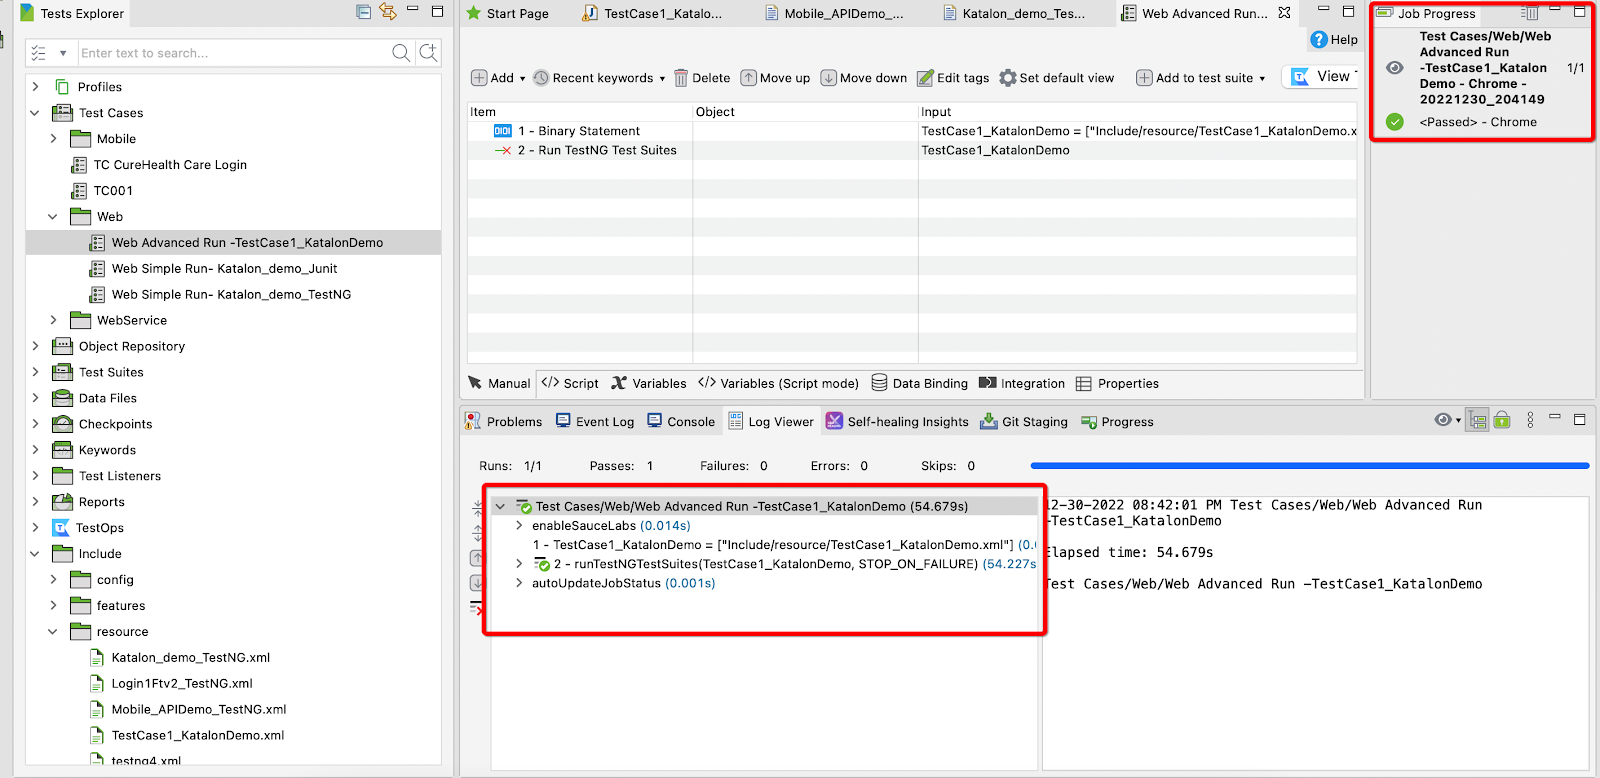 Tests Explorer
Enter text to search...
Profiles
Test Cases
Mobile
TC CureHealth Care Login
TC001
Web
Web Advanced Run -TestCase1_KatalonDemo
Web Simple Run- Katalon_demo_Junit
Web Simple Run- Katalon_demo_TestNG
WebService
Object Repository
Test Suites
Data Files
Checkpoints
Keywords
Test Listeners
Reports
TestOps
Include
config
features
resource
Katalon_demo_TestNG.xml
Login1Ftv2_TestNG.xml
Mobile_APIDemo_TestNG.xml
TestCase1_KatalonDemo.xml
testng4.xml
Start Page
TestCase1_Katalo...
Mobile_APIDemo_...
Katalon_demo_Tes...
Web Advanced Run...
Help
Add
Recent keywords
Delete
Move up
Move down
Edit tags
Set default view
Add to test suite
View
Item Object Input
1 - Binary Statement TestCase1_KatalonDemo = ["Include/resource/TestCase1_KatalonDemo.x
2 - Run TestNG Test Suites TestCase1_KatalonDemo
Manual
Script
Variables
Variables (Script mode)
Data Binding
Integration
Properties
Job Progress
Test Cases/Web/Web
Advanced Run
-TestCase1_Katalon 1/1
Demo - Chrome -
20221230_204149
<Passed> - Chrome
Problems
Event Log
Console
Log Viewer
Self-healing Insights
Git Staging
Progress
Runs: 1/1 Passes: 1 Failures: 0 Errors: 0 Skips: 0
Test Cases/Web/Web Advanced Run -TestCase1_KatalonDemo (54.679s)
enableSauceLabs (0.014s)
1 - TestCase1_KatalonDemo = ["Include/resource/TestCase1_KatalonDemo.xml"] (0.
2 - runTestNGTestSuites(TestCase1_KatalonDemo, STOP_ON_FAILURE) (54.227s
autoUpdateJobStatus (0.001s)
12-30-2022 08:42:01 PM Test Cases/Web/Web Advanced Run
-TestCase1_KatalonDemo
Elapsed time: 54.679s
Test Cases/Web/Web Advanced Run -TestCase1_KatalonDemo